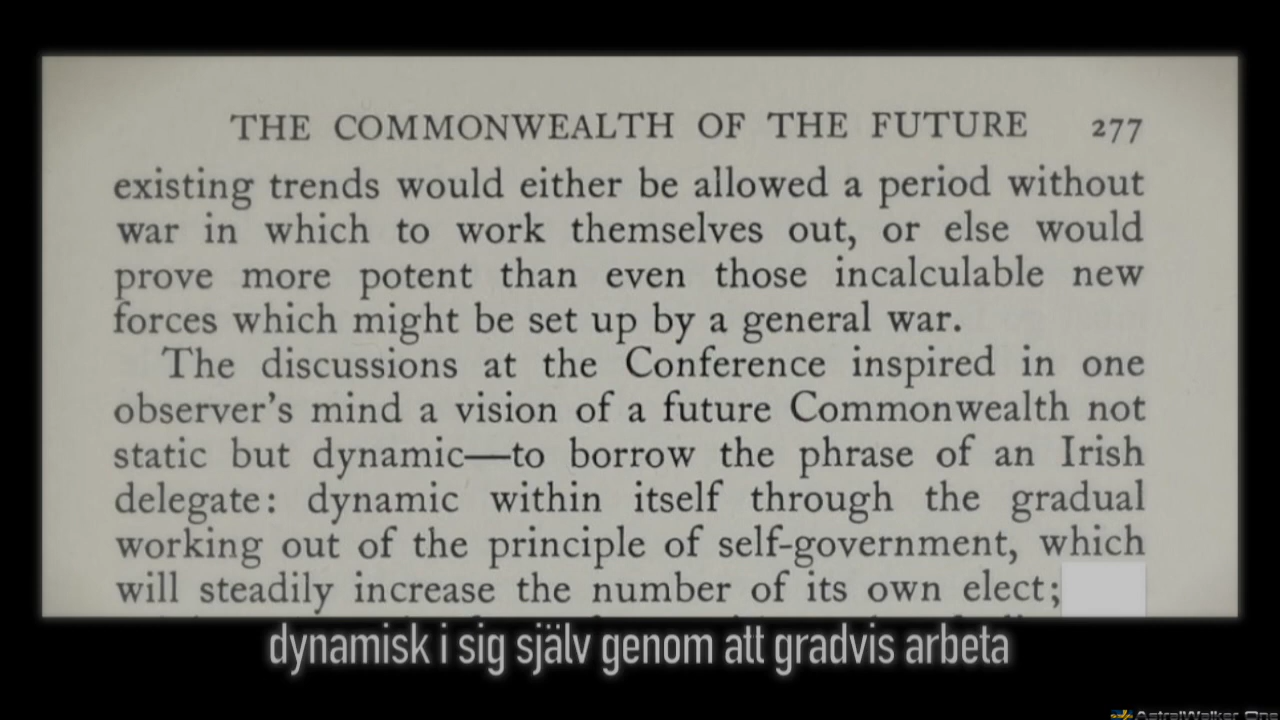 THE COMMONWEALTH OF THE FUTURE 277
existing trends would either be allowed a period without
war in which to work themselves out, or else would
prove more potent than even those incalculable new
forces which might be set up by a general war.
The discussions at the Conference inspired in one
observer's mind a vision of a future Commonwealth not
static but dynamic—to borrow the phrase of an Irish
delegate: dynamic within itself through the gradual
working out of the principle of self-government, which
will steadily increase the number of its own elect;
dynamisk i sig själv genom att gradvis arbeta
AstralWalker One